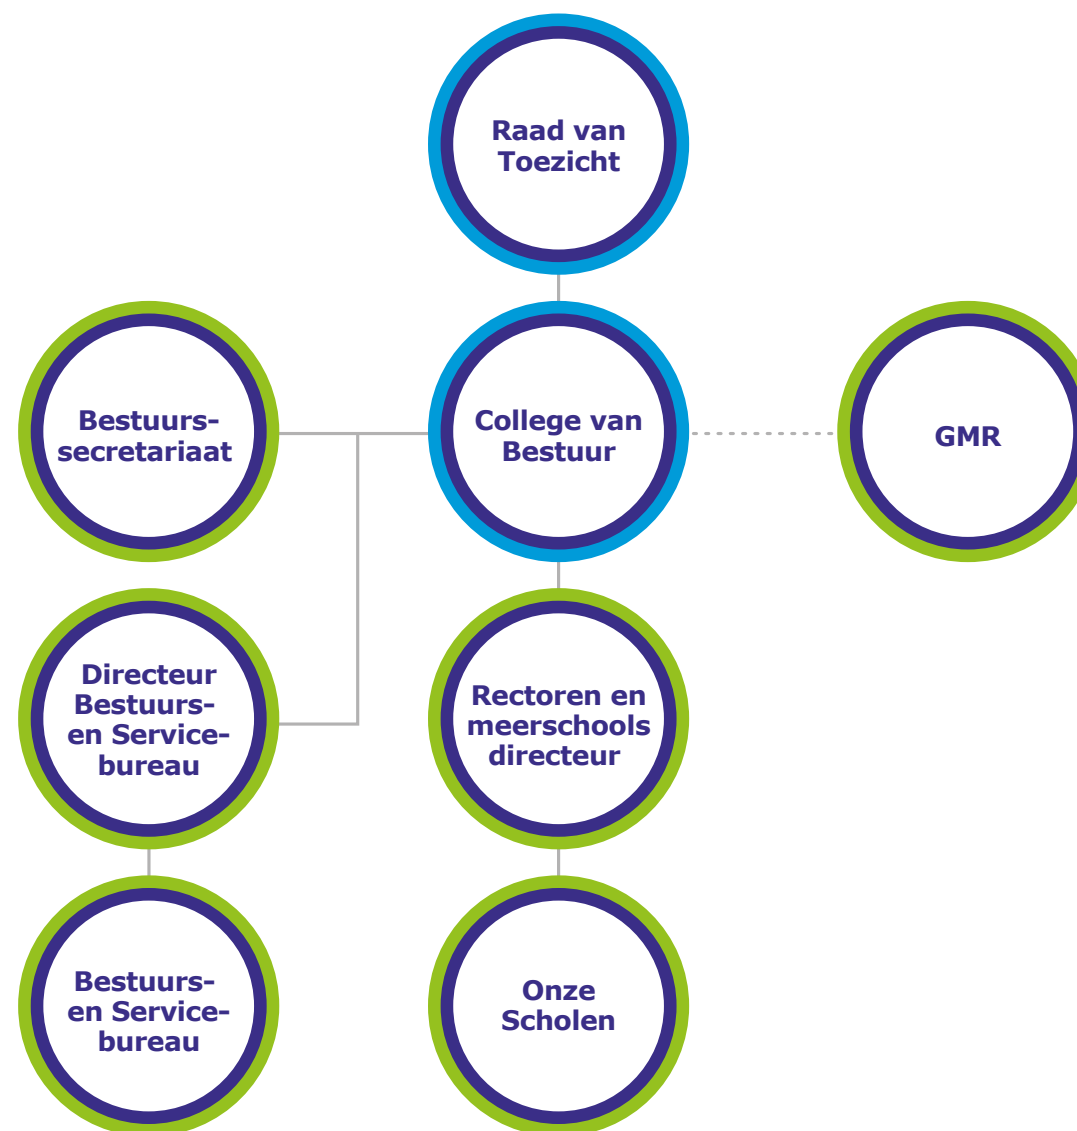 Raad van
Toezicht
Bestuurs-
secretariaat
College van
Bestuur
GMR
Directeur
Bestuurs-
en Service-
bureau
Rectoren en
meerschools
directeur
Bestuurs-
en Service-
bureau
Onze
Scholen